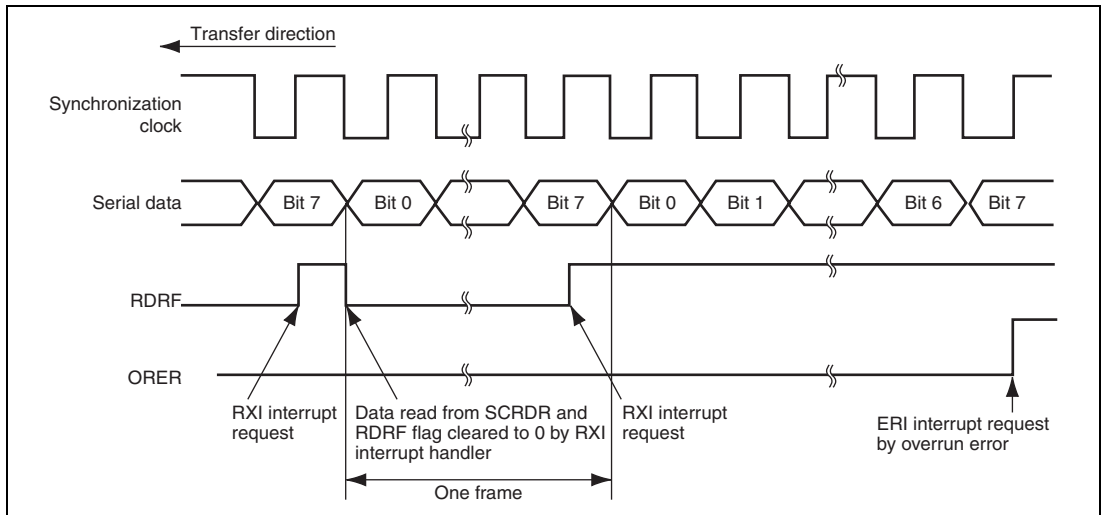 Transfer direction
Synchronization
clock
Serial data
Bit 7
Bit 0
Bit 7
Bit 0
Bit 1
Bit 6
Bit 7
RDRF
ORER
RXI interrupt
request
Data read from SCRDR and
RDRF flag cleared to 0 by RXI
interrupt handler
RXI interrupt
request
ERI interrupt request
by overrun error
One frame